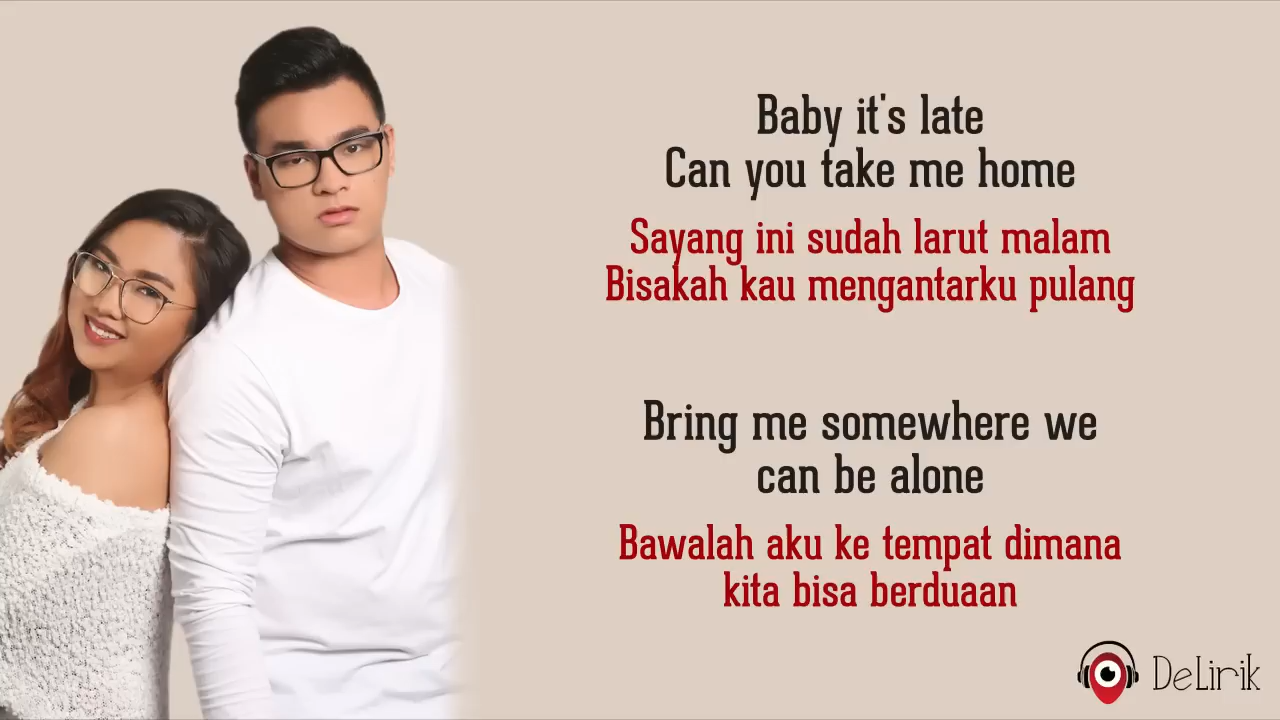 Baby it's late
Can you take me home
Sayang ini sudah larut malam
Bisakah kau mengantarku pulang
Bring me somewhere we
can be alone
Bawalah aku ke tempat dimana
kita bisa berduaan
DeLirik